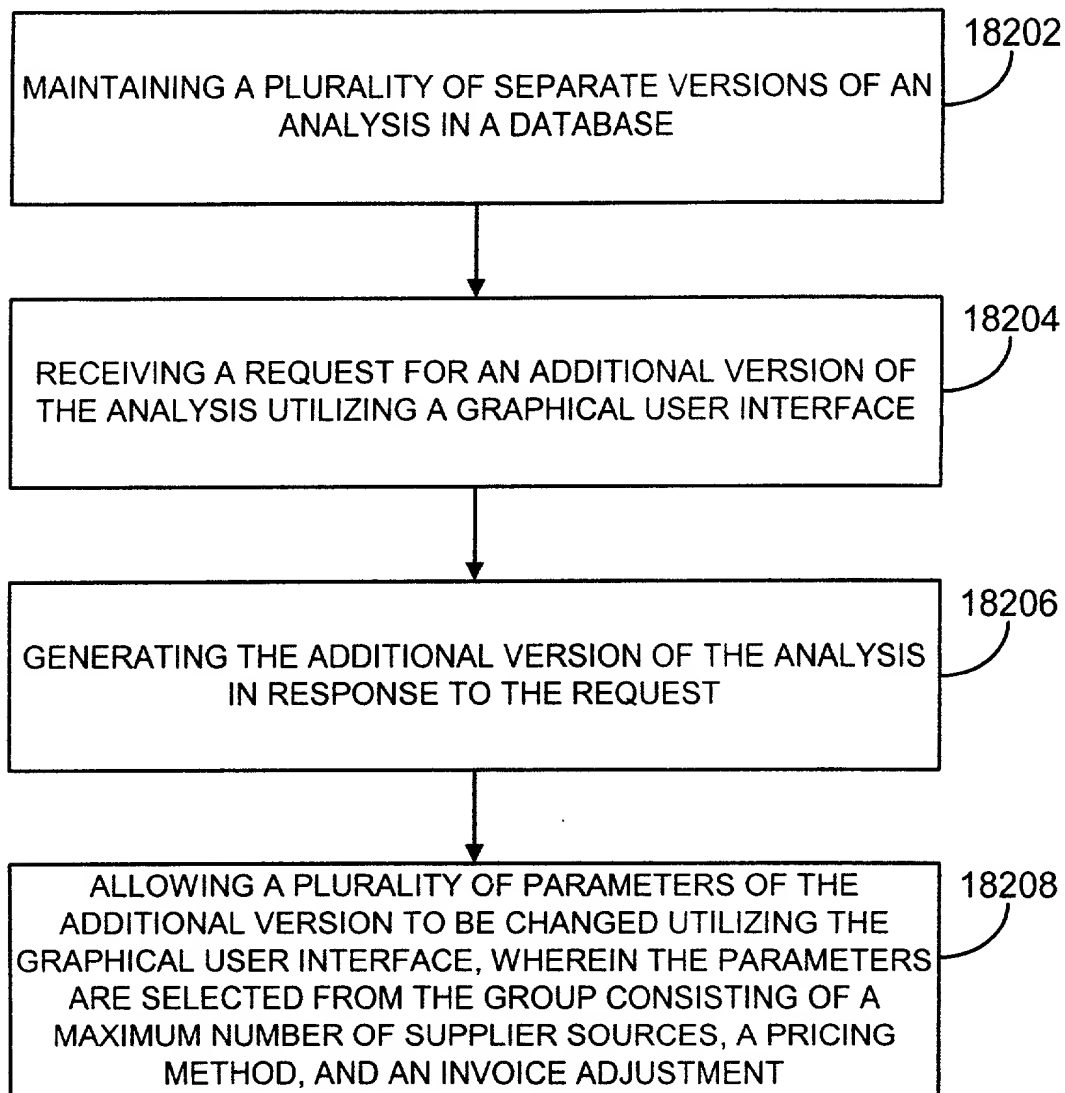 18202
MAINTAINING A PLURALITY OF SEPARATE VERSIONS OF AN
ANALYSIS IN A DATABASE
18204
RECEIVING A REQUEST FOR AN ADDITIONAL VERSION OF
THE ANALYSIS UTILIZING A GRAPHICAL USER INTERFACE
18206
GENERATING THE ADDITIONAL VERSION OF THE ANALYSIS
IN RESPONSE TO THE REQUEST
18208
ALLOWING A PLURALITY OF PARAMETERS OF THE
ADDITIONAL VERSION TO BE CHANGED UTILIZING THE
GRAPHICAL USER INTERFACE, WHEREIN THE PARAMETERS
ARE SELECTED FROM THE GROUP CONSISTING OF A
MAXIMUM NUMBER OF SUPPLIER SOURCES, A PRICING
METHOD, AND AN INVOICE ADJUSTMENT